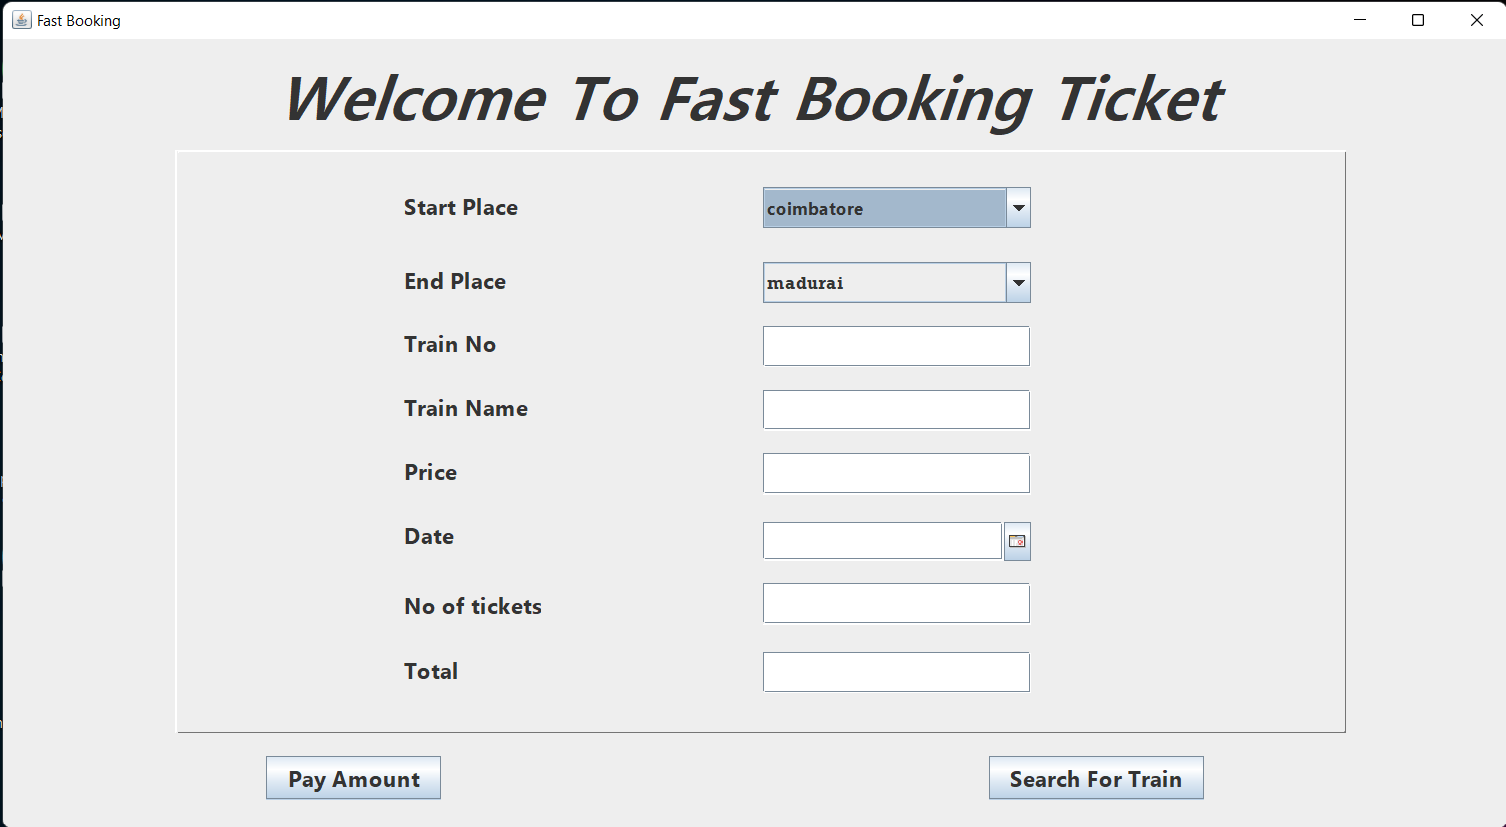 Fast Booking
Welcome To Fast Booking Ticket
Start Place coimbatore
End Place madurai
Train No
Train Name
Price
Date
No of tickets
Total
Pay Amount Search For Train